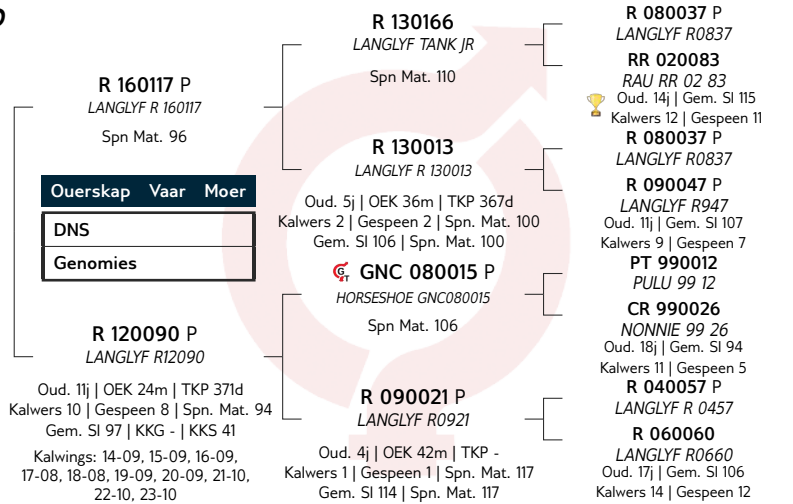 R 160117 P
LANGLYF R 160117
Spn Mat. 96
Ouerskap Vaar Moer
DNS
Genomies
R 120090 P
LANGLYF R12090
Oud. 11j | OEK 24m | TKP 371d
Kalwers 10 | Gespeen 8 | Spn. Mat. 94
Gem. SI 97 | KKG - | KKS 41
Kalwings: 14-09, 15-09, 16-09,
17-08, 18-08, 19-09, 20-09, 21-10,
22-10, 23-10
R 130166
LANGLYF TANK JR
Spn Mat. 110
R 130013
LANGLYF R 130013
Oud. 5j | OEK 36m | TKP 367d
Kalwers 2 | Gespeen 2 | Spn. Mat. 100
Gem. SI 106 | Spn. Mat. 100
GT GNC 080015 P
HORSESHOE GNC080015
Spn Mat. 106
R 090021 P
LANGLYF R0921
Oud. 4j | OEK 42m | TKP -
Kalwers 1 | Gespeen 1 | Spn. Mat. 117
Gem. SI 114 | Spn. Mat. 117
R 080037 P
LANGLYF R0837
RR 020083
RAU RR 02 83
Oud. 14j | Gem. SI 115
Kalwers 12 | Gespeen 11
R 080037 P
LANGLYF R0837
R 090047 P
LANGLYF R947
Oud. 11j | Gem. SI 107
Kalwers 9 | Gespeen 7
PT 990012
PULU 99 12
CR 990026
NONNIE 99 26
Oud. 18j | Gem. SI 94
Kalwers 11 | Gespeen 5
R 040057 P
LANGLYF R 0457
R 060060
LANGLYF R0660
Oud. 17j | Gem. SI 106
Kalwers 14 | Gespeen 12